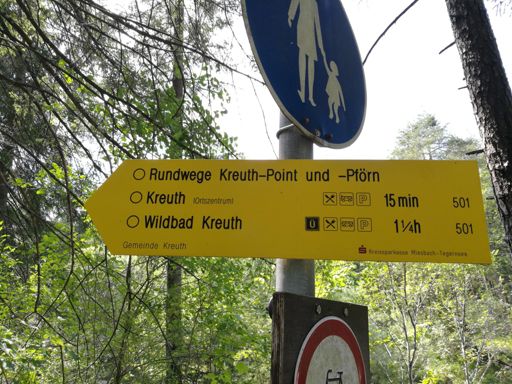 Rundwege Kreuth-Point und -Pförn
Kreuth (Ortszentrum) P 15 min 501
Wildbad Kreuth Ü P 1¼h 501
Gemeinde Kreuth
Kreissparkasse Miesbach-Tegernsee